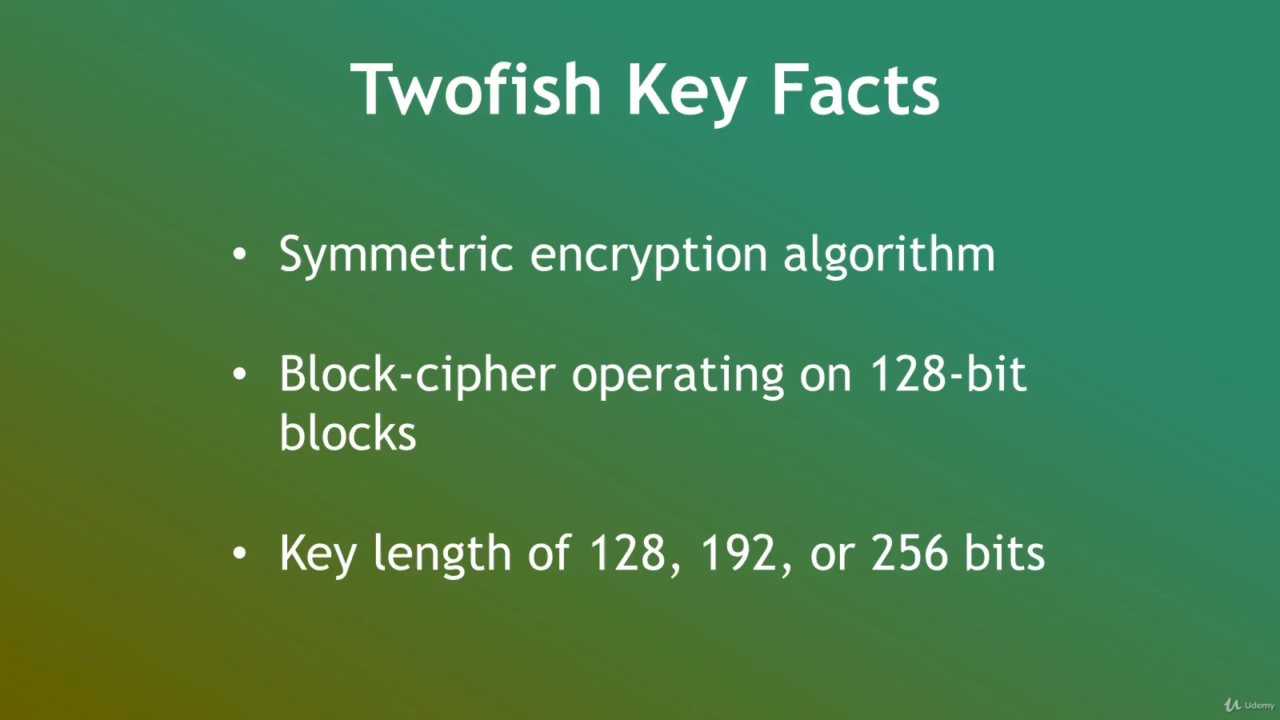 Twofish Key Facts
• Symmetric encryption algorithm
• Block-cipher operating on 128-bit
blocks
• Key length of 128, 192, or 256 bits
Udemy